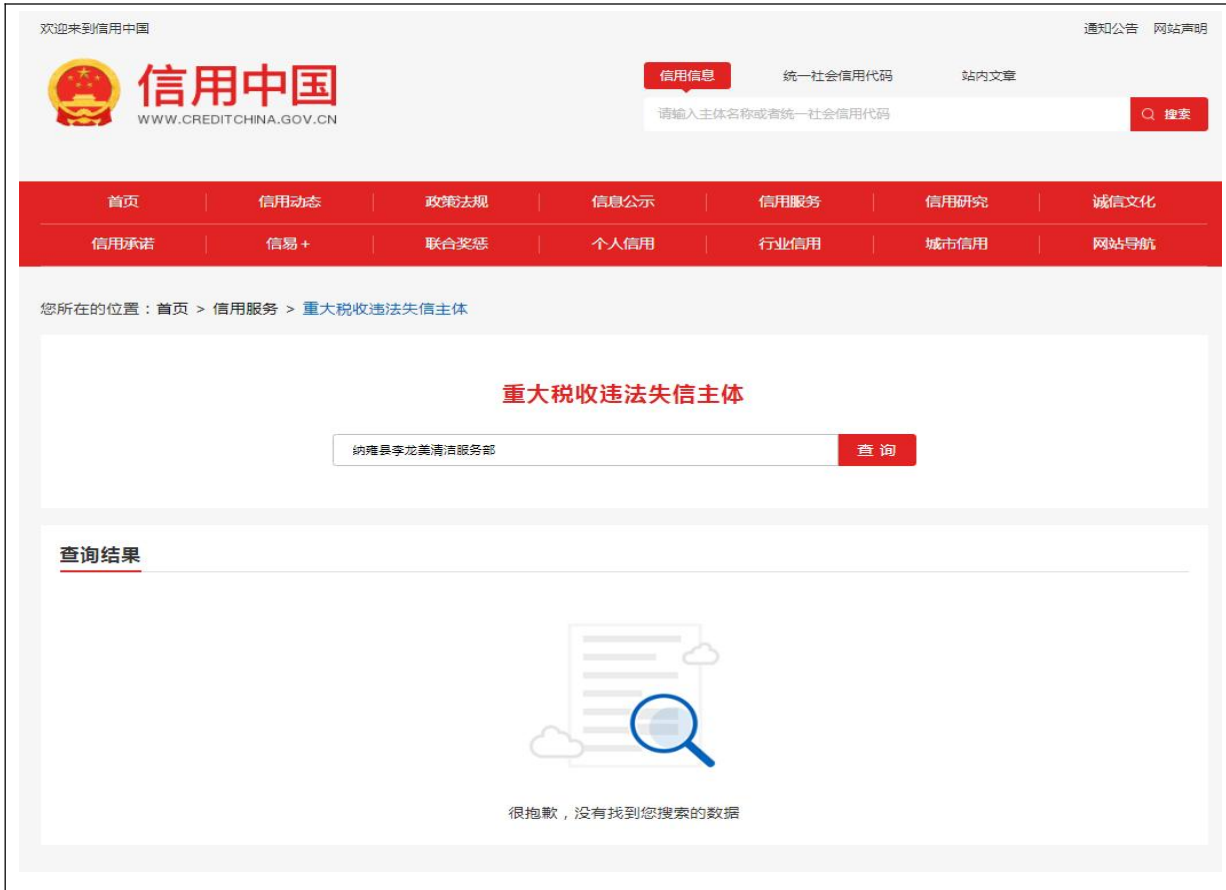 欢迎来到信用中国 通知公告 网站声明
信用中国
WWW.CREDITCHINA.GOV.CN
信用信息 统一社会信用代码 站内文章
请输入主体名称或者统一社会信用代码 搜索
首页 信用动态 政策法规 信息公示 信用服务 信用研究 诚信文化
信用承诺 信易+ 联合奖惩 个人信用 行业信用 城市信用 网站导航
您所在的位置：首页 > 信用服务 > 重大税收违法失信主体
重大税收违法失信主体
纳雍县李龙美清洁服务部 查询
查询结果
很抱歉，没有找到您搜索的数据